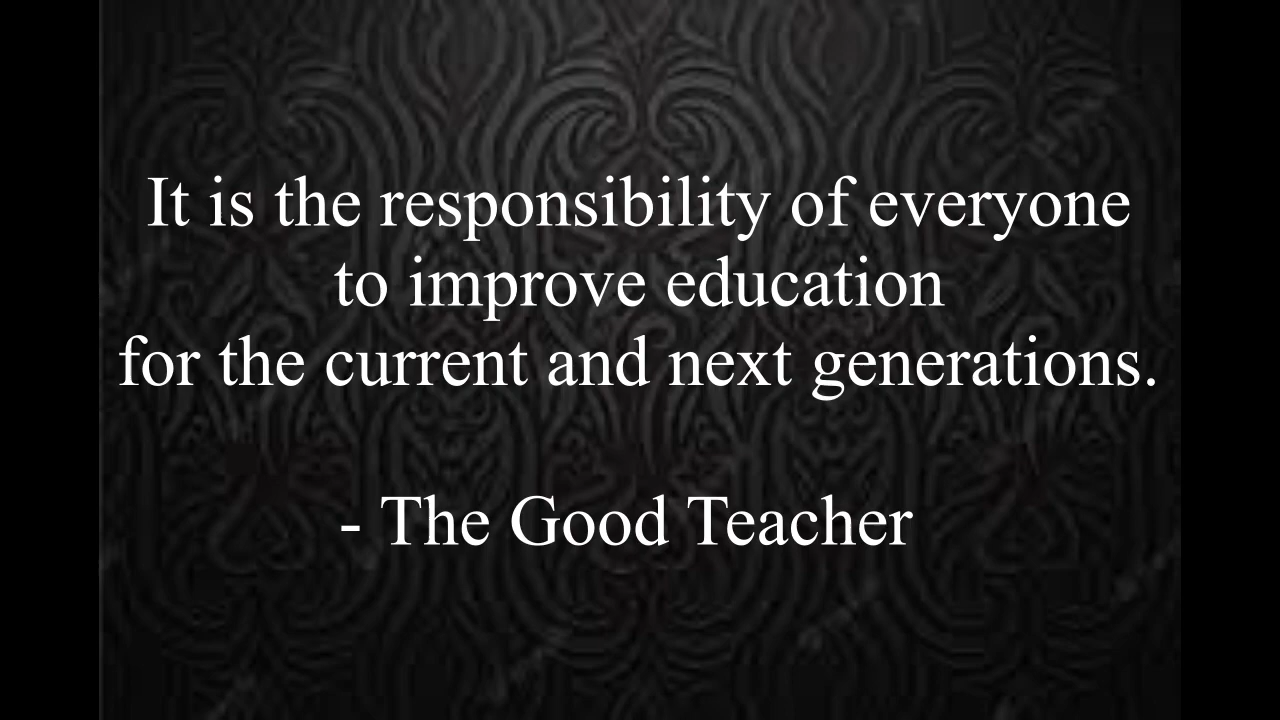 It is the responsibility of everyone
to improve education
for the current and next generations.
- The Good Teacher